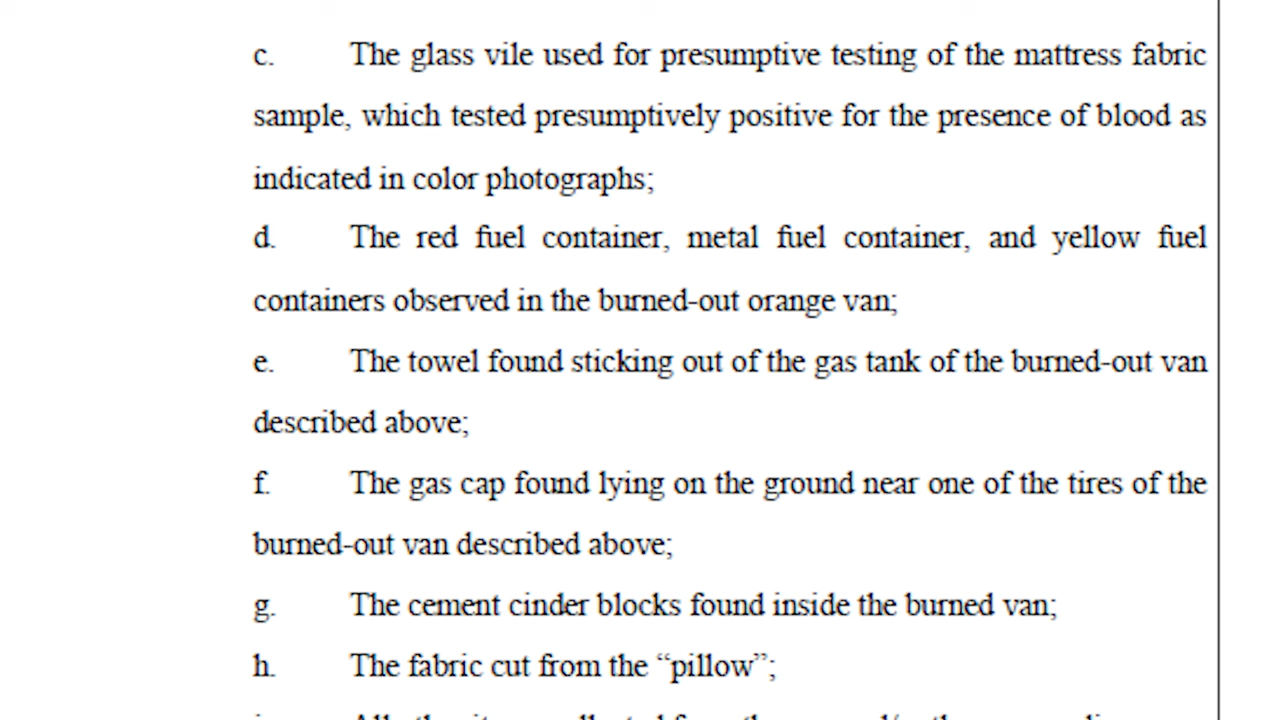 c. The glass vile used for presumptive testing of the mattress fabric
sample, which tested presumptively positive for the presence of blood as
indicated in color photographs;
d. The red fuel container, metal fuel container, and yellow fuel
containers observed in the burned-out orange van;
e. The towel found sticking out of the gas tank of the burned-out van
described above;
f. The gas cap found lying on the ground near one of the tires of the
burned-out van described above;
g. The cement cinder blocks found inside the burned van;
h. The fabric cut from the “pillow”;